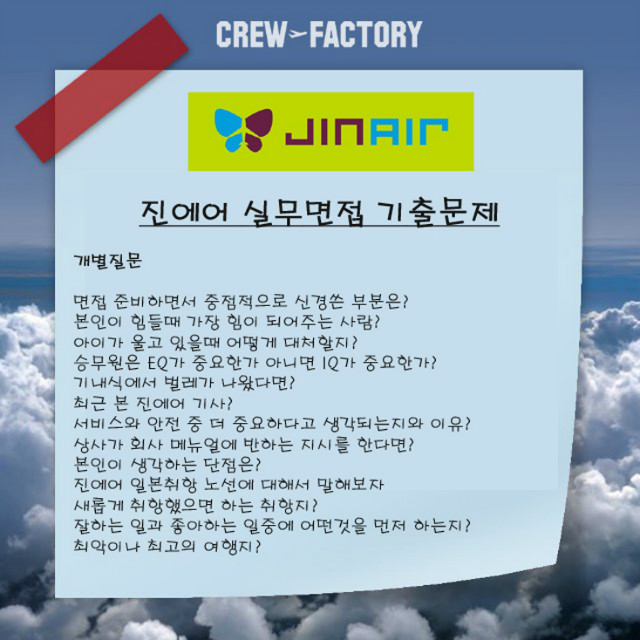 CREW FACTORY
JINAIR
진에어 실무면접 기출문제
개별질문
면접 준비하면서 중점적으로 신경쓴 부분은?
본인이 힘들때 가장 힘이 되어주는 사람?
아이가 울고 있을때 어떻게 대처할지?
승무원은 EQ가 중요한가 아니면 IQ가 중요한가?
기내식에서 벌레가 나왔다면?
최근 본 진에어 기사?
서비스와 안전 중 더 중요하다고 생각되는지와 이유?
상사가 회사 메뉴얼에 반하는 지시를 한다면?
본인이 생각하는 단점은?
진에어 일본취항 노선에 대해서 말해보자
새롭게 취항했으면 하는 취항지?
잘하는 일과 좋아하는 일중에 어떤것을 먼저 하는지?
최악이나 최고의 여행지?